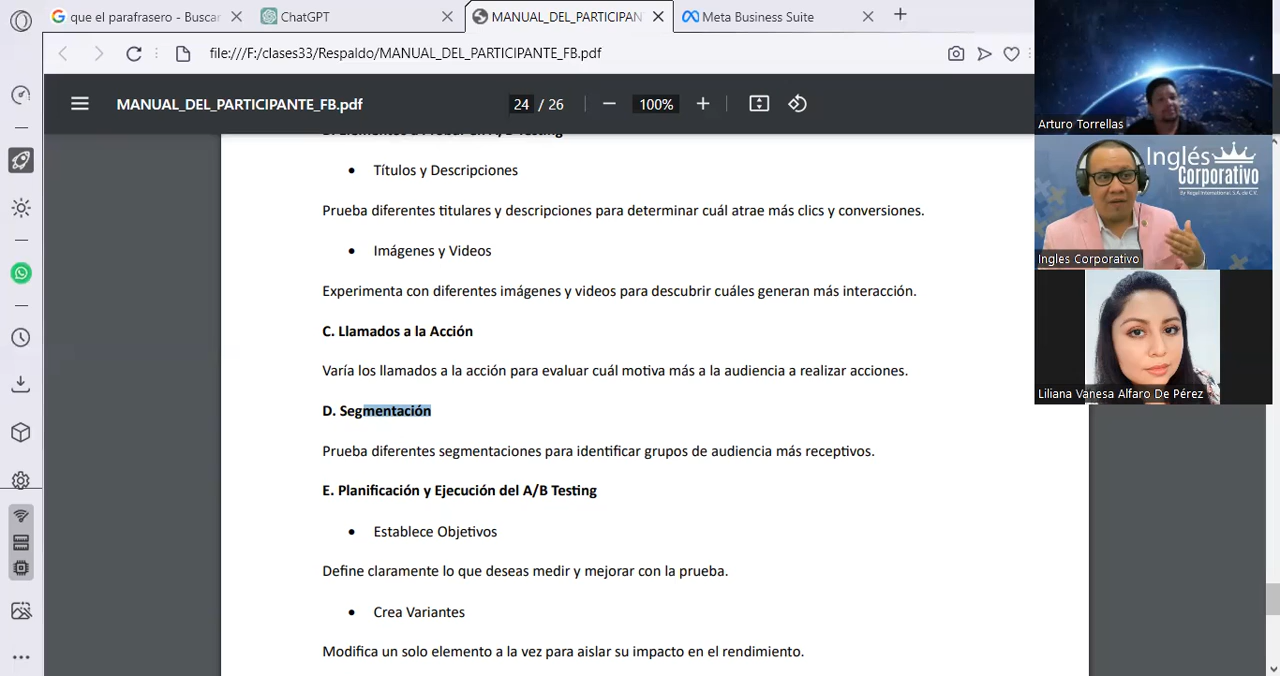 que el parafrasero - Buscar
ChatGPT
MANUAL_DEL_PARTICIPAN
Meta Business Suite
file:///F:/clases33/Respaldo/MANUAL_DEL_PARTICIPANTE_FB.pdf
MANUAL_DEL_PARTICIPANTE_FB.pdf
24 / 26
100%
Títulos y Descripciones
Prueba diferentes titulares y descripciones para determinar cuál atrae más clics y conversiones.
Imágenes y Videos
Experimenta con diferentes imágenes y videos para descubrir cuáles generan más interacción.
C. Llamados a la Acción
Varía los llamados a la acción para evaluar cuál motiva más a la audiencia a realizar acciones.
D. Segmentación
Prueba diferentes segmentaciones para identificar grupos de audiencia más receptivos.
E. Planificación y Ejecución del A/B Testing
Establece Objetivos
Define claramente lo que deseas medir y mejorar con la prueba.
Crea Variantes
Modifica un solo elemento a la vez para aislar su impacto en el rendimiento.
Arturo Torrellas
Inglés
Corporativo
By Regal International, S.A. de C.V.
Ingles Corporativo
Liliana Vanesa Alfaro De Pérez